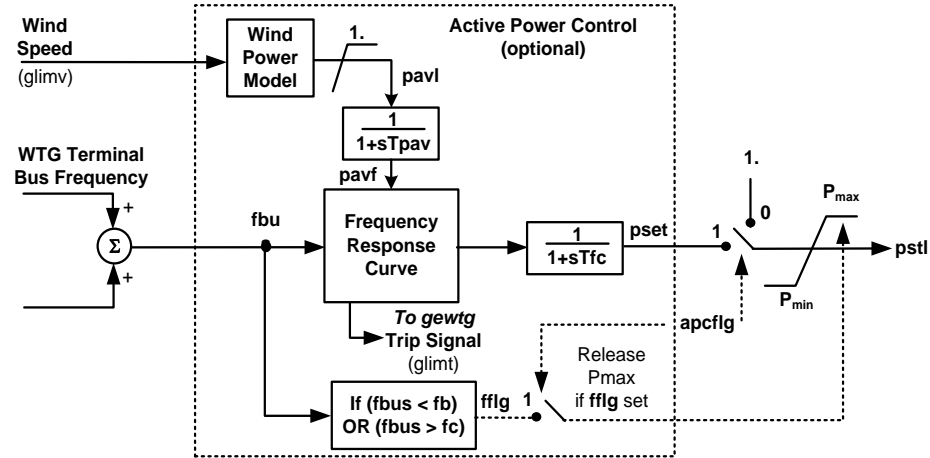 Wind
Speed
(glimv)
Wind
Power
Model
1.
pavl
Active Power Control
(optional)
1
1+sTpav
pavf
WTG Terminal
Bus Frequency
+
Σ
+
fbu
Frequency
Response
Curve
1
1+sTfc
pset
1
1.
0
Pmax
Pmin
pstl
To gewtg
Trip Signal
(glimt)
apcflg
If (fbus < fb)
OR (fbus > fc)
fflg
1
Release
Pmax
if fflg set